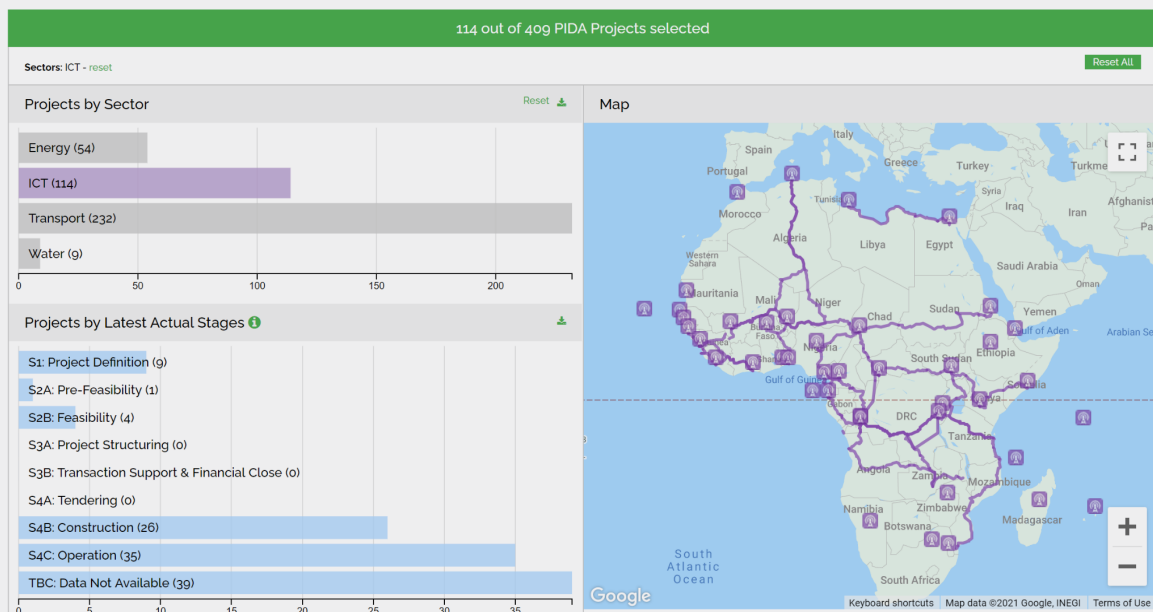 114 out of 409 PIDA Projects selected
Sectors: ICT - reset
Reset All
Projects by Sector
Reset
Energy (54)
ICT (114)
Transport (232)
Water (9)
0 50 100 150 200
Projects by Latest Actual Stages
S1: Project Definition (9)
S2A: Pre-Feasibility (1)
S2B: Feasibility (4)
S3A: Project Structuring (0)
S3B: Transaction Support & Financial Close (0)
S4A: Tendering (0)
S4B: Construction (26)
S4C: Operation (35)
TBC: Data Not Available (39)
0 5 10 15 20 25 30 35
Map
Italy
Spain
Portugal
Greece
Turkey
Turkme
Syria
Afghanist
Tunis
Iraq
Iran
Pa
Morocco
Algeria
Libya
Egypt
Western
Sahara
Saudi Arabia
Oman
Mauritania
Mali
Niger
Sudan
Chad
Yemen
Gulf of Aden
Arabian Se
Faso
Nigeria
South Sudan
Ethiopia
Gulf of Gui
Somalia
Gabon
DRC
Tanzania
Angola
Zambia
Mozambique
Namibia
Zimbabwe
Botswana
Madagascar
South
Atlantic
Ocean
South Africa
Google
Keyboard shortcuts
Map data ©2021 Google, INEGI
Terms of Use